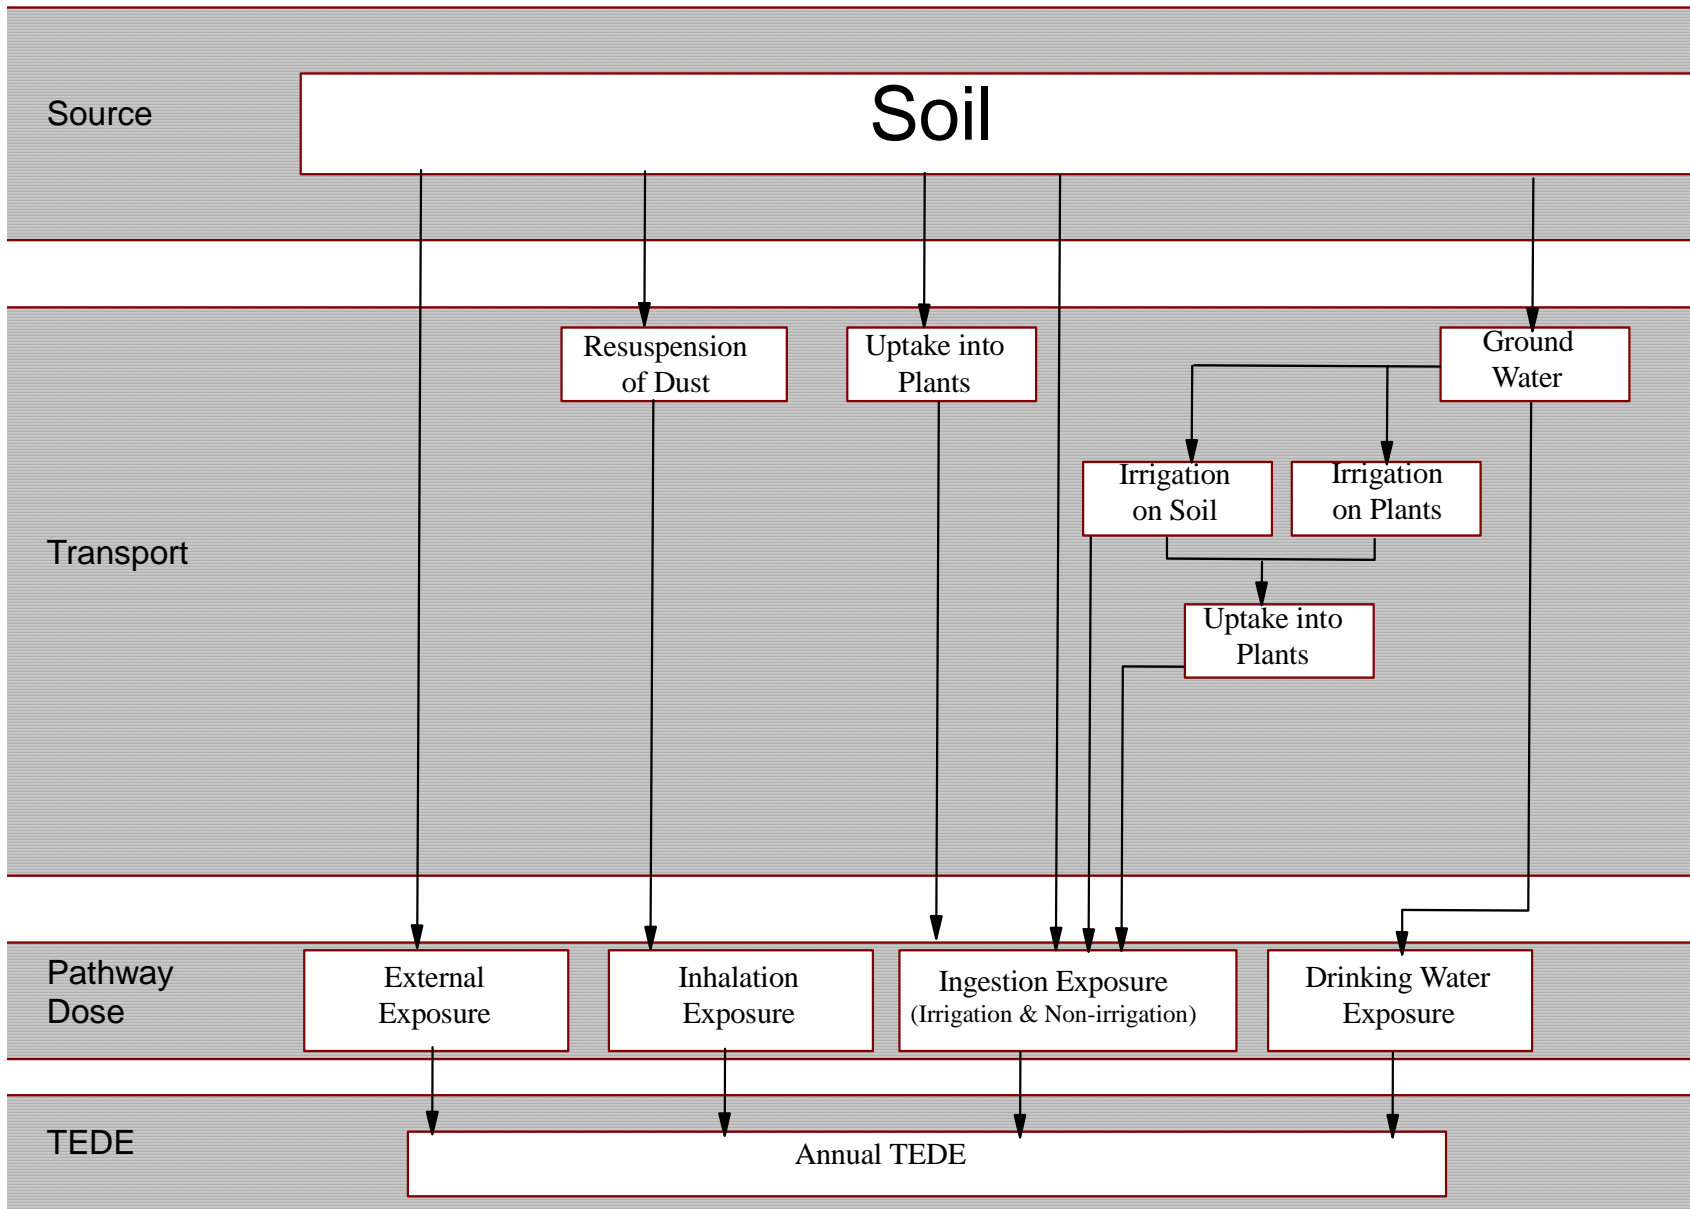 Source
Soil
Transport
Resuspension
of Dust
Uptake into
Plants
Ground
Water
Irrigation
on Soil
Irrigation
on Plants
Uptake into
Plants
Pathway
Dose
External
Exposure
Inhalation
Exposure
Ingestion Exposure
(Irrigation & Non-irrigation)
Drinking Water
Exposure
TEDE
Annual TEDE